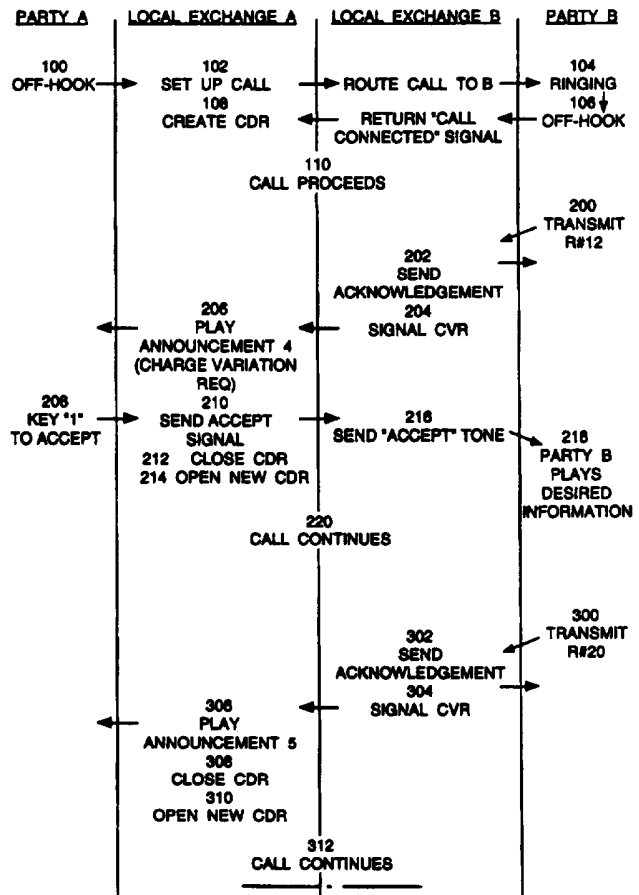 PARTY A LOCAL EXCHANGE A LOCAL EXCHANGE B PARTY B
100 102 104
OFF-HOOK SET UP CALL ROUTE CALL TO B RINGING
108 106
CREATE CDR RETURN "CALL OFF-HOOK
CONNECTED" SIGNAL
110
CALL PROCEEDS
200
TRANSMIT
R#12
202
SEND
ACKNOWLEDGEMENT
206 204
PLAY SIGNAL CVR
ANNOUNCEMENT 4
(CHARGE VARIATION
REQ)
208 210 216
KEY "1" SEND ACCEPT SEND "ACCEPT" TONE 218
TO ACCEPT SIGNAL PARTY B
212 CLOSE CDR PLAYS
214 OPEN NEW CDR DESIRED
INFORMATION
220
CALL CONTINUES
300
302 TRANSMIT
SEND R#20
ACKNOWLEDGEMENT
306 304
PLAY SIGNAL CVR
ANNOUNCEMENT 5
308
CLOSE CDR
310
OPEN NEW CDR
312
CALL CONTINUES